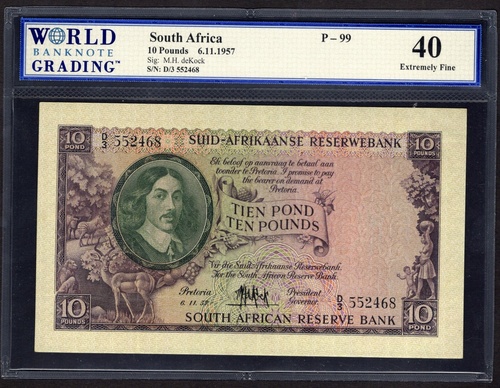 WORLD
BANKNOTE
GRADING™
South Africa
10 Pounds 6.11.1957
Sig: M.H. deKock
S/N: D/3 552468
P – 99
40
Extremely Fine
10
POND
D/3 552468
SUID-AFRIKAANSE RESERWEBANK
10
POUNDS
Ek beloof op aanvraag te betaal aan
toonder te Pretoria. I promise to pay
the bearer on demand at
Pretoria.
TIEN POND
TEN POUNDS
Vir die Suid-Afrikaanse Reserwebank.
For the South African Reserve Bank.
Pretoria
6.11.57
President
Governor.
D/3 552468
10
POUNDS
SOUTH AFRICAN RESERVE BANK
10
POND